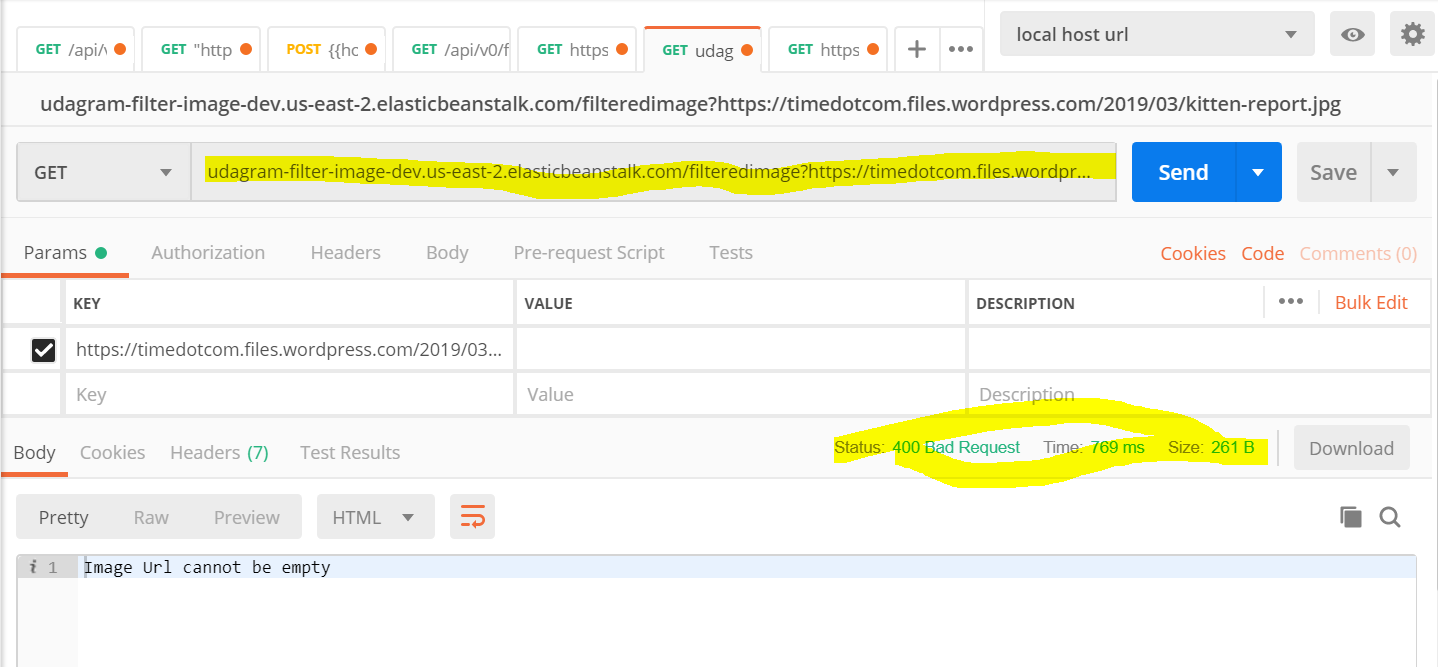 GET /api/v GET "http POST {{hc GET /api/v0/f GET https GET udag GET https + ••• local host url
udagram-filter-image-dev.us-east-2.elasticbeanstalk.com/filteredimage?https://timedotcom.files.wordpress.com/2019/03/kitten-report.jpg
GET udagram-filter-image-dev.us-east-2.elasticbeanstalk.com/filteredimage?https://timedotcom.files.wordpr... Send Save
Params Authorization Headers Body Pre-request Script Tests Cookies Code Comments (0)
KEY VALUE DESCRIPTION ••• Bulk Edit
https://timedotcom.files.wordpress.com/2019/03...
Key Value Description
Body Cookies Headers (7) Test Results Status: 400 Bad Request Time: 769 ms Size: 261 B Download
Pretty Raw Preview HTML
i 1 Image Url cannot be empty